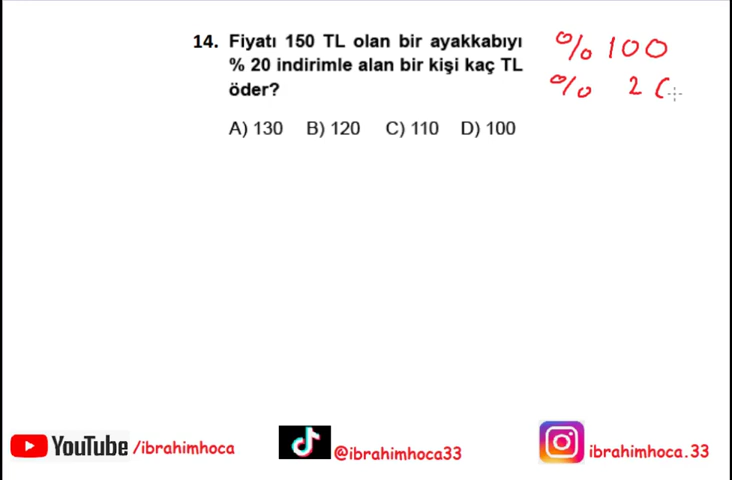 14. Fiyatı 150 TL olan bir ayakkabıyı
% 20 indirimle alan bir kişi kaç TL
öder?
A) 130 B) 120 C) 110 D) 100
% 100
% 2
YouTube /ibrahimhoca
@ibrahimhoca33
ibrahimhoca.33